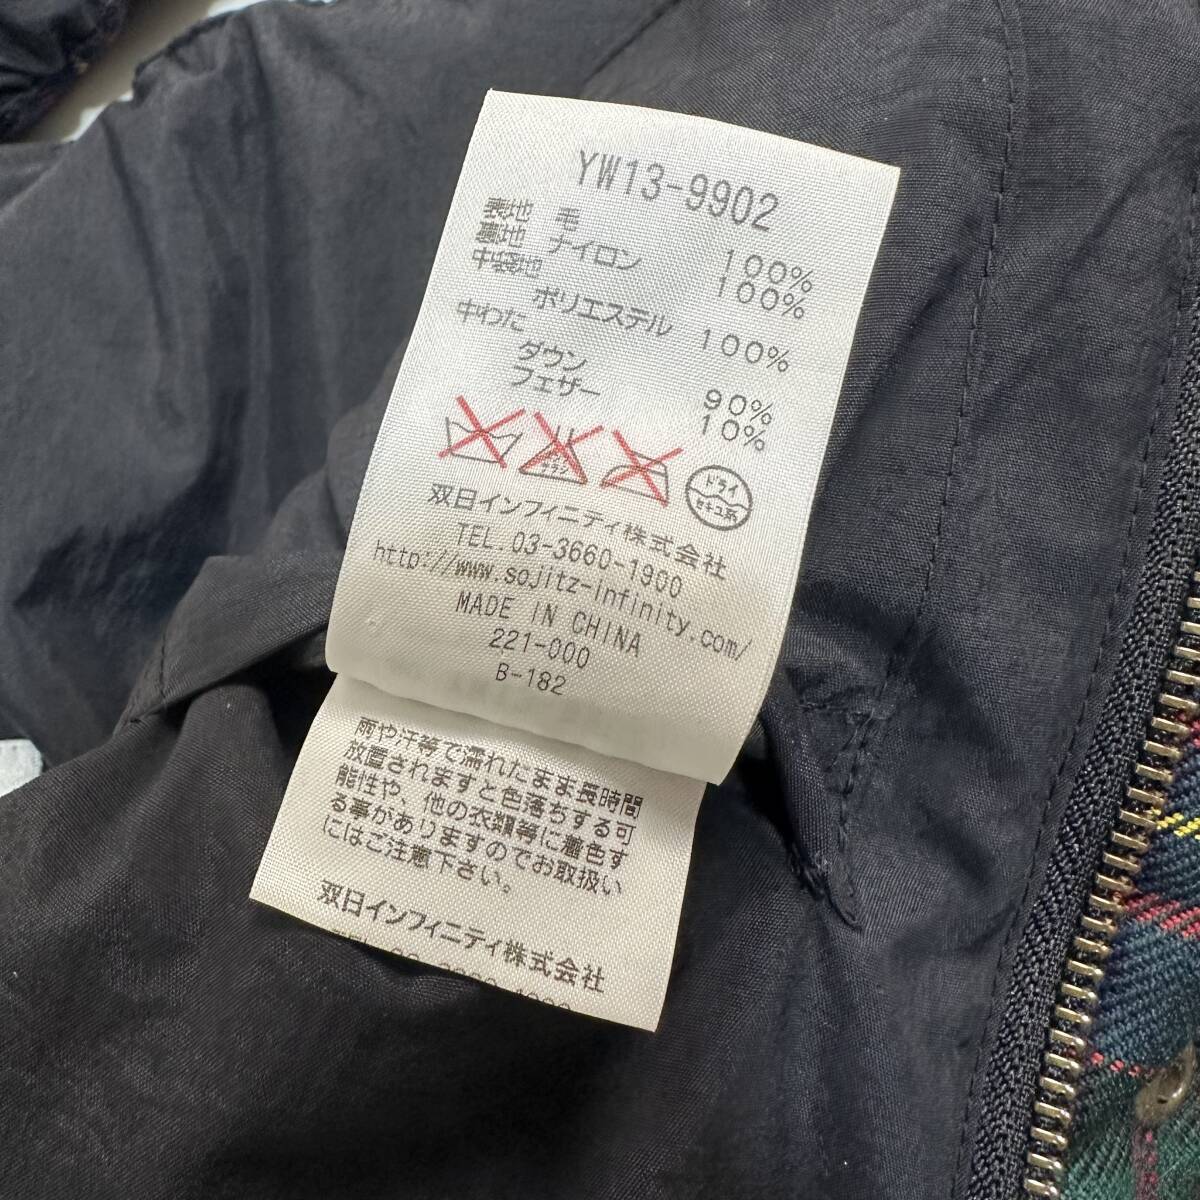 YW13-9902
表地 毛 100%
裏地 ナイロン 100%
中袋地
ポリエステル 100%
中わた
ダウン 90%
フェザー 10%
ドライ
セキユ系
双日インフィニティ株式会社
TEL.03-3660-1900
http://www.sojitz-infinity.com/
MADE IN CHINA
221-000
B-182
雨や汗等で濡れたまま長時間
放置されますと色落ちする可
能性や、他の衣類等に着色す
る事がありますのでお取扱い
にはご注意下さい。
双日インフィニティ株式会社